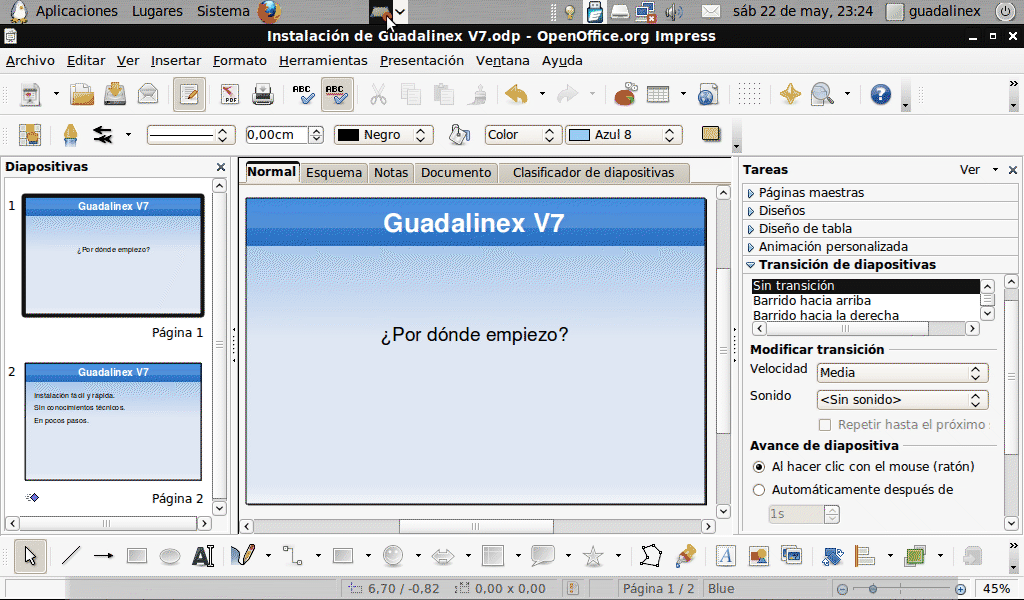 Aplicaciones Lugares Sistema sáb 22 de may, 23:24 guadalinex
Instalación de Guadalinex V7.odp - OpenOffice.org Impress
Archivo Editar Ver Insertar Formato Herramientas Presentación Ventana Ayuda
PDF ABC ABC
0,00cm Negro Color Azul 8
Diapositivas
Normal Esquema Notas Documento Clasificador de diapositivas
Tareas Ver
1
Guadalinex V7
¿Por dónde empiezo?
Página 1
2
Guadalinex V7
Instalación fácil y rápida.
Sin conocimientos técnicos.
En pocos pasos.
Página 2
Guadalinex V7
¿Por dónde empiezo?
Páginas maestras
Diseños
Diseño de tabla
Animación personalizada
Transición de diapositivas
Sin transición
Barrido hacia arriba
Barrido hacia la derecha
Modificar transición
Velocidad Media
Sonido <Sin sonido>
Repetir hasta el próximo
Avance de diapositiva
Al hacer clic con el mouse (ratón)
Automáticamente después de
1s
6,70 / -0,82 0,00 x 0,00 Página 1 / 2 Blue 45%